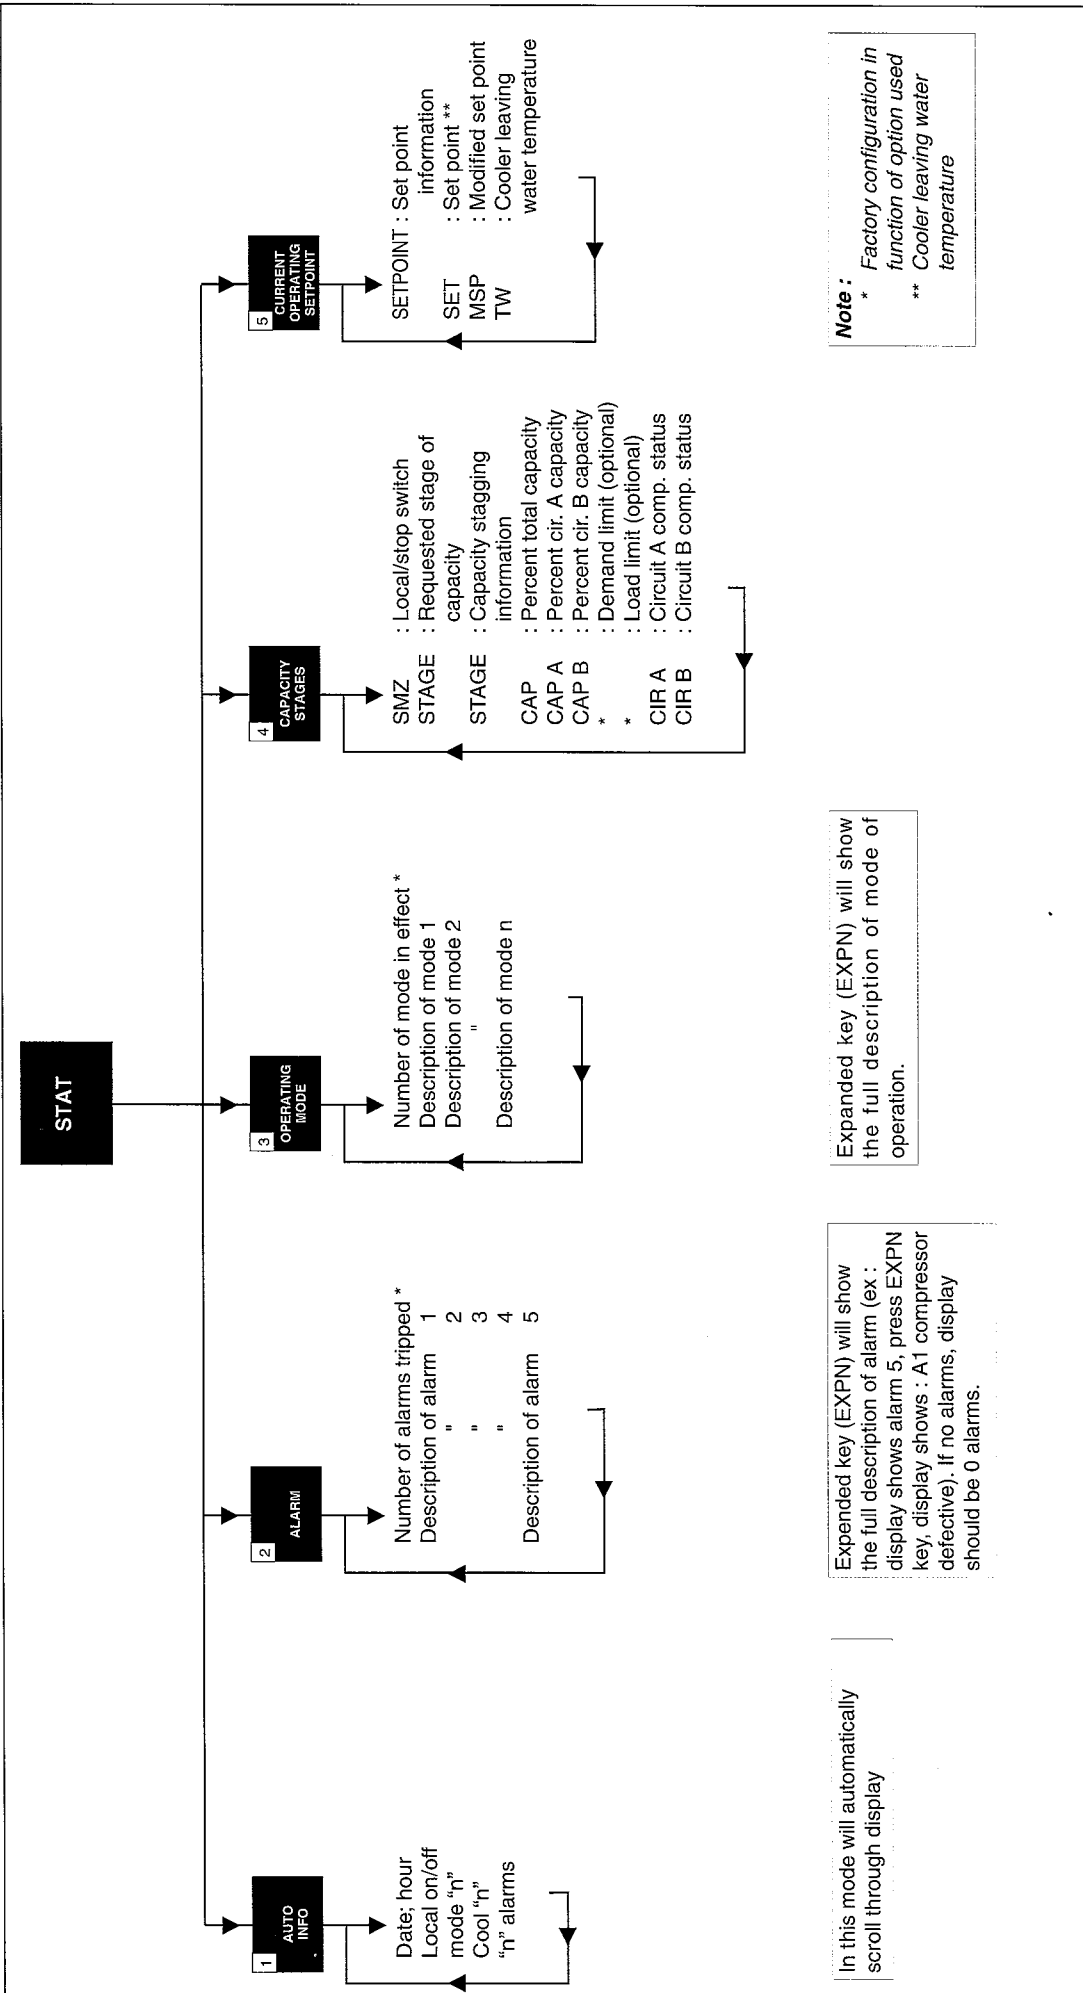 STAT
1
AUTO
INFO
Date; hour
Local on/off
mode “n”
Cool “n”
“n” alarms
In this mode will automatically
scroll through display
2
ALARM
Number of alarms tripped *
Description of alarm 1
" 2
" 3
" 4
Description of alarm 5
Expended key (EXPN) will show
the full description of alarm (ex :
display shows alarm 5, press EXPN
key, display shows : A1 compressor
defective). If no alarms, display
should be 0 alarms.
3
OPERATING
MODE
Number of mode in effect *
Description of mode 1
Description of mode 2
"
Description of mode n
Expanded key (EXPN) will show
the full description of mode of
operation.
4
CAPACITY
STAGES
SMZ : Local/stop switch
STAGE : Requested stage of
capacity
STAGE : Capacity stagging
information
CAP : Percent total capacity
CAP A : Percent cir. A capacity
CAP B : Percent cir. B capacity
* : Demand limit (optional)
* : Load limit (optional)
CIR A : Circuit A comp. status
CIR B : Circuit B comp. status
5
CURRENT
OPERATING
SETPOINT
SETPOINT : Set point
information
SET : Set point **
MSP : Modified set point
TW : Cooler leaving
water temperature
Note :
* Factory configuration in
function of option used
** Cooler leaving water
temperature